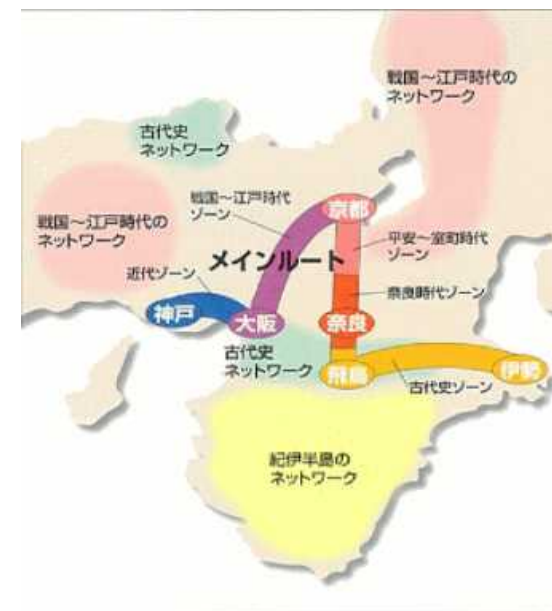 戦国〜江戸時代の
ネットワーク
古代史
ネットワーク
戦国〜江戸時代
ゾーン
京都
戦国〜江戸時代の
ネットワーク
平安〜室町時代
ゾーン
メインルート
近代ゾーン
奈良時代ゾーン
神戸
大阪
奈良
古代史
ネットワーク
飛鳥
伊勢
古代史ゾーン
紀伊半島の
ネットワーク